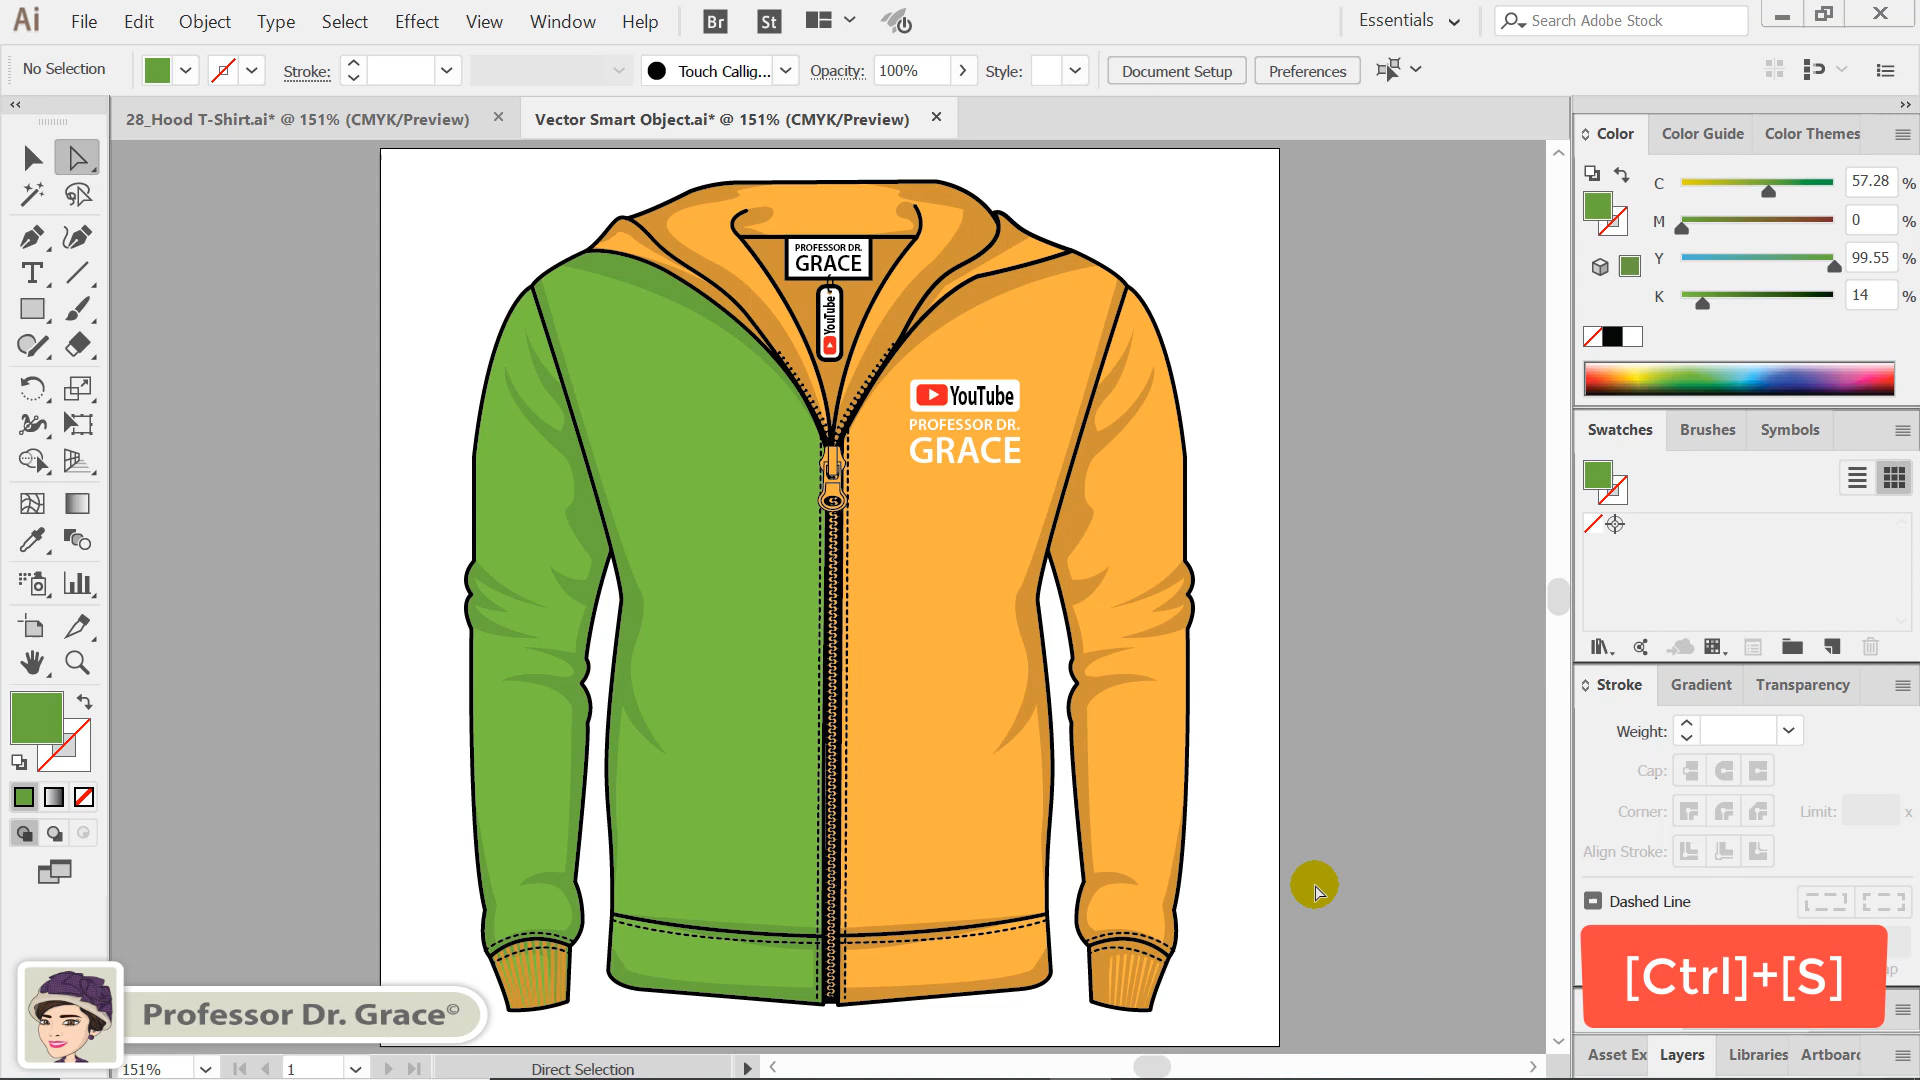 Ai File Edit Object Type Select Effect View Window Help Br St Essentials Search Adobe Stock
No Selection Stroke: Touch Callig... Opacity: 100% Style: Document Setup Preferences
28_Hood T-Shirt.ai* @ 151% (CMYK/Preview) Vector Smart Object.ai* @ 151% (CMYK/Preview)
Color Color Guide Color Themes
C 57.28 %
M 0 %
Y 99.55 %
K 14 %
PROFESSOR DR.
GRACE
YouTube
YouTube
PROFESSOR DR.
GRACE
Swatches Brushes Symbols
Stroke Gradient Transparency
Weight:
Cap:
Corner: Limit: x
Align Stroke:
Dashed Line
[Ctrl]+[S]
Professor Dr. Grace©
Asset Ex Layers Libraries Artboard
151% 1 Direct Selection